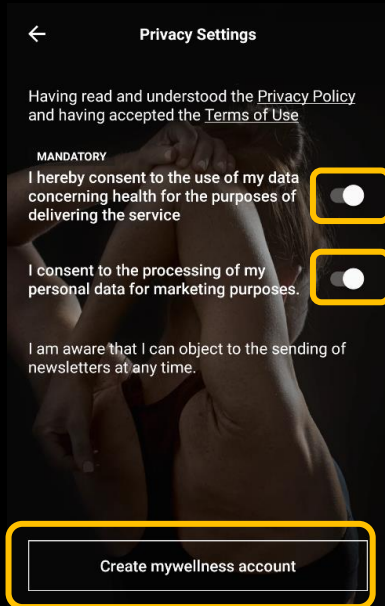 Privacy Settings
Having read and understood the Privacy Policy
and having accepted the Terms of Use
MANDATORY
I hereby consent to the use of my data
concerning health for the purposes of
delivering the service
I consent to the processing of my
personal data for marketing purposes.
I am aware that I can object to the sending of
newsletters at any time.
Create mywellness account